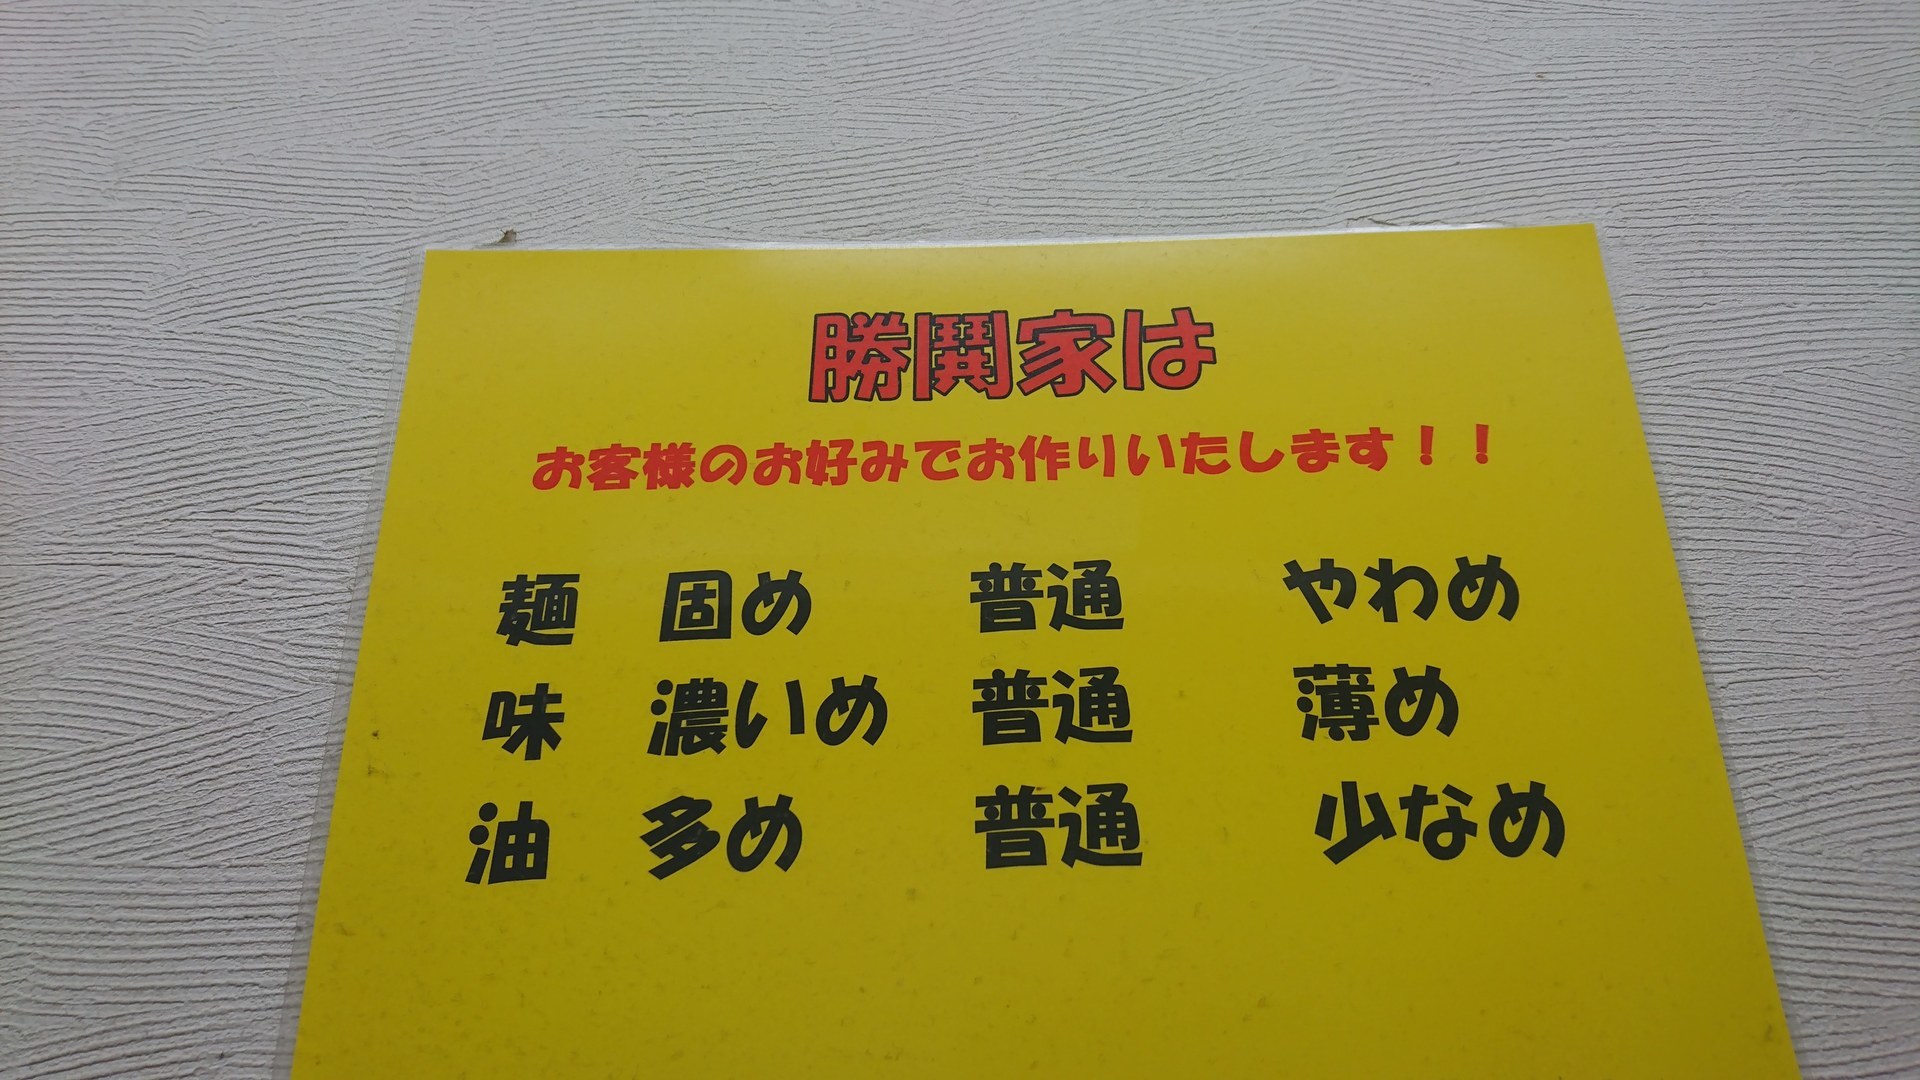 勝鬨家は
お客様のお好みでお作りいたします！！
麺 固め 普通 やわめ
味 濃いめ 普通 薄め
油 多め 普通 少なめ